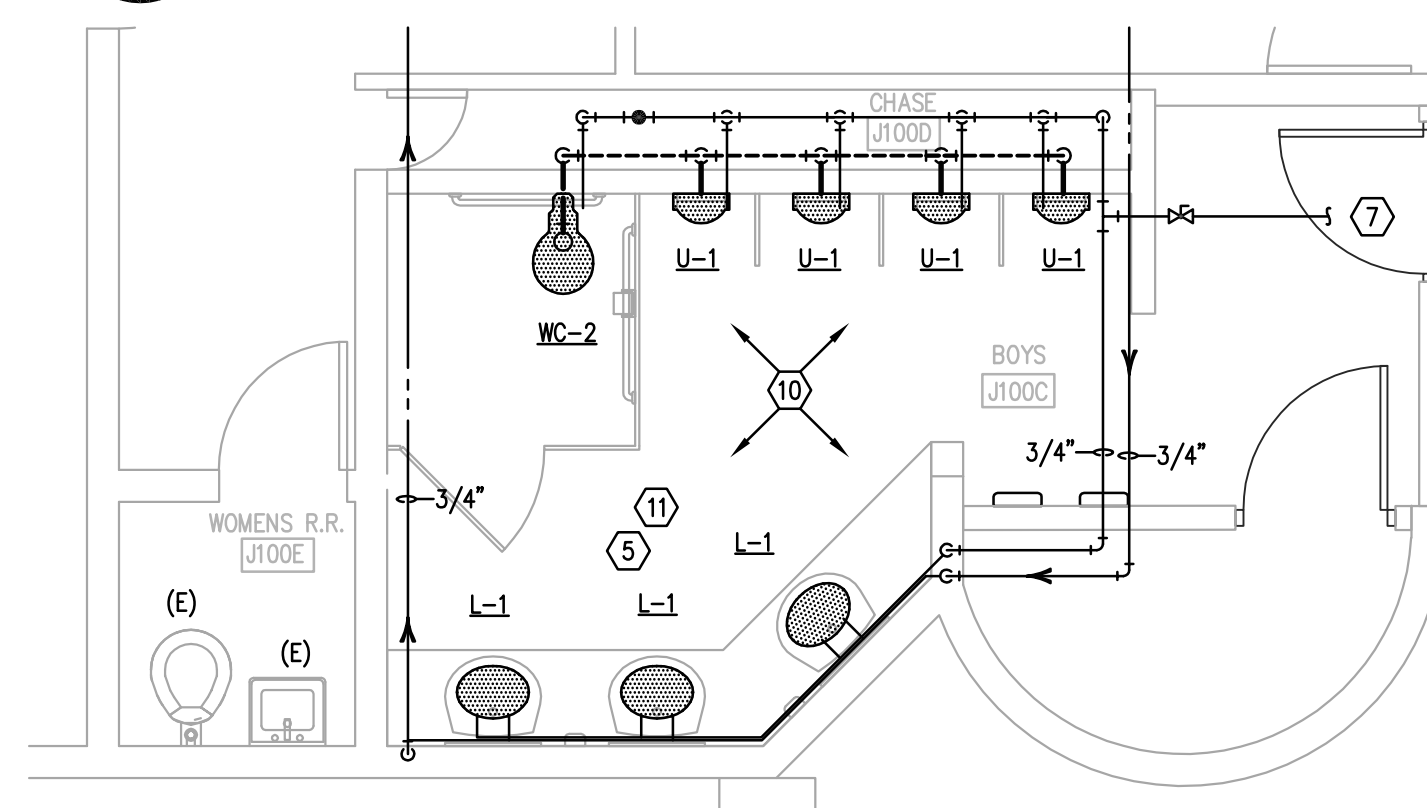 CHASE
J100D
7
U-1
U-1
U-1
U-1
WC-2
10
BOYS
J100C
3/4"
3/4"
3/4"
11
WOMENS R.R.
J100E
5
L-1
(E)
L-1
L-1
(E)